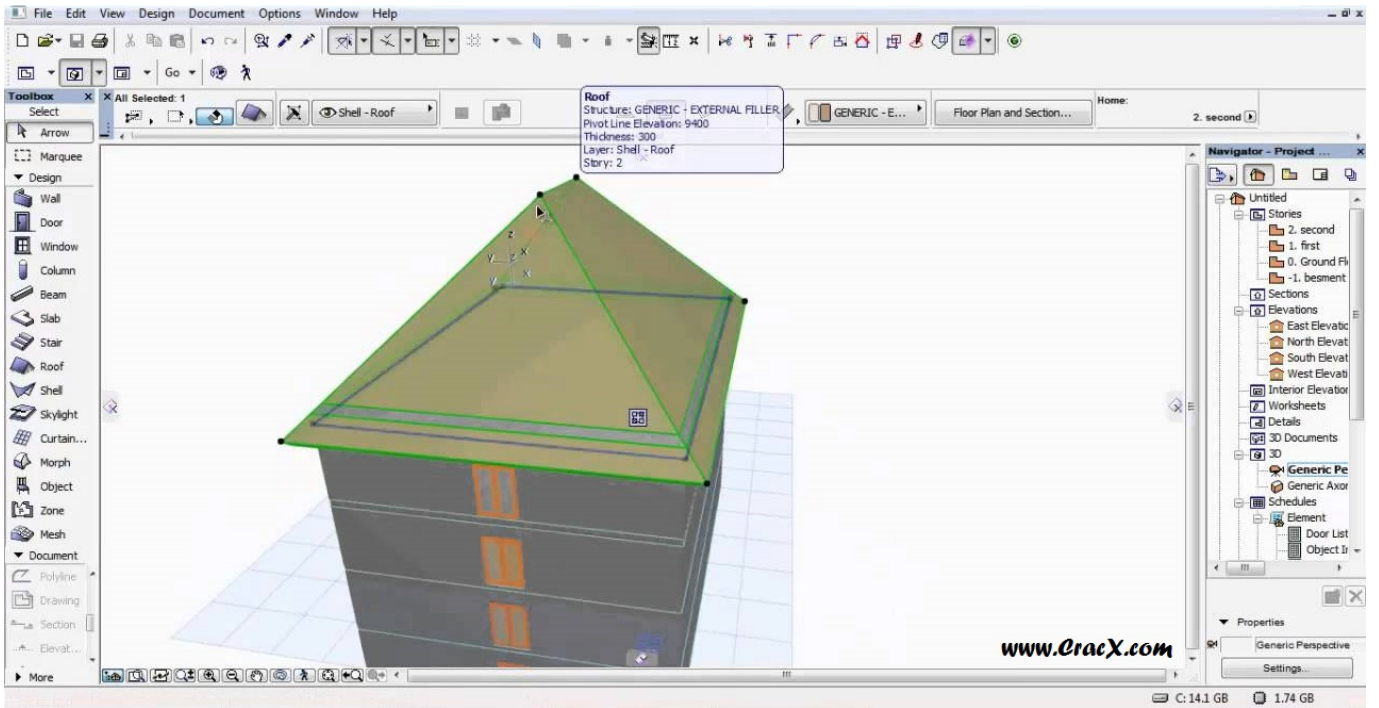 File Edit View Design Document Options Window Help
Go
Toolbox
Select
Arrow
Marquee
Design
Wall
Door
Window
Column
Beam
Slab
Stair
Roof
Shell
Skylight
Curtain...
Morph
Object
Zone
Mesh
Document
Polyline
Drawing
Section
Elevat...
More
All Selected: 1
Shell - Roof
GENERIC - E...
Floor Plan and Section...
Home:
2. second
Roof
Structure: GENERIC - EXTERNAL FILLER
Pivot Line Elevation: 9400
Thickness: 300
Layer: Shell - Roof
Story: 2
z
x
y
z
x
y
Navigator - Project ...
Untitled
Stories
2. second
1. first
0. Ground Fl
-1. besment
Sections
Elevations
East Elevatic
North Elevat
South Elevat
West Elevati
Interior Elevation
Worksheets
Details
3D Documents
3D
Generic Pe
Generic Axor
Schedules
Element
Door List
Object Ir
Properties
Generic Perspective
Settings...
www.CracX.com
C: 14.1 GB
1.74 GB